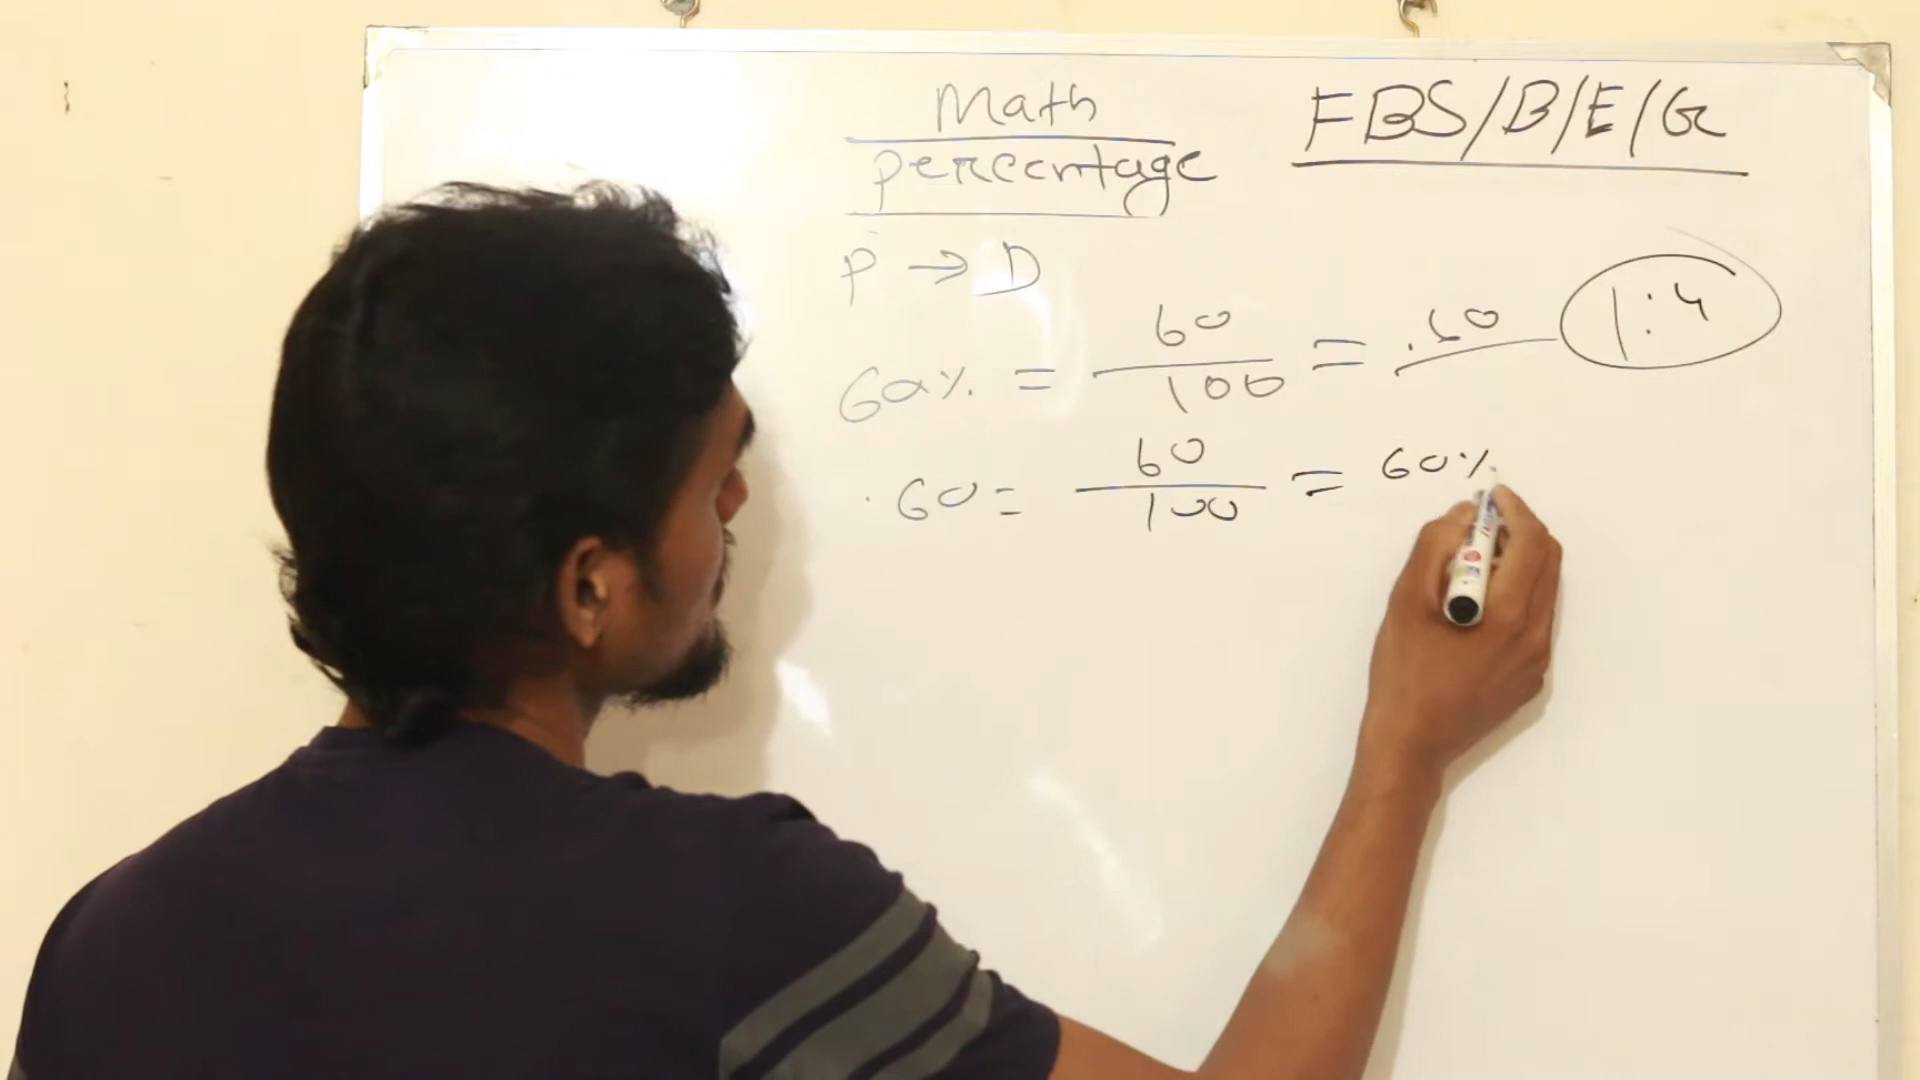 Math
percentage
FBS/B/E/G
P → D
60% = 60/100 = .60
1:4
.60 = 60/100 = 60%